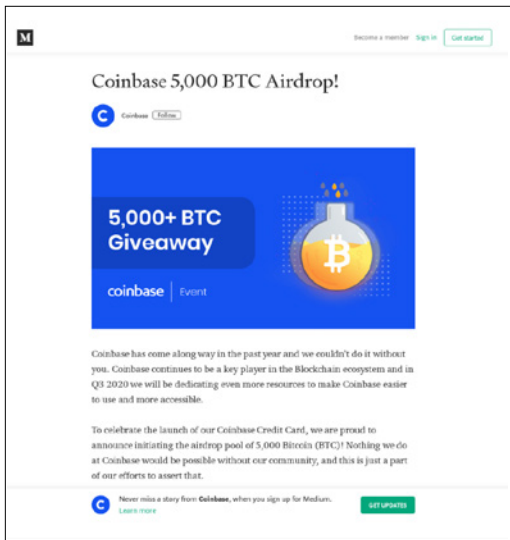 M
Become a member Sign in Get started
Coinbase 5,000 BTC Airdrop!
Coinbase Follow
5,000+ BTC
Giveaway
coinbase | Event
Coinbase has come along way in the past year and we couldn't do it without
you. Coinbase continues to be a key player in the Blockchain ecosystem and in
Q3 2020 we will be dedicating even more resources to make Coinbase easier
to use and more accessible.
To celebrate the launch of our Coinbase Credit Card, we are proud to
announce initiating the airdrop pool of 5,000 Bitcoin (BTC)! Nothing we do
at Coinbase would be possible without our community, and this is just a part
of our efforts to assert that.
Never miss a story from Coinbase, when you sign up for Medium.
Learn more
GET UPDATES